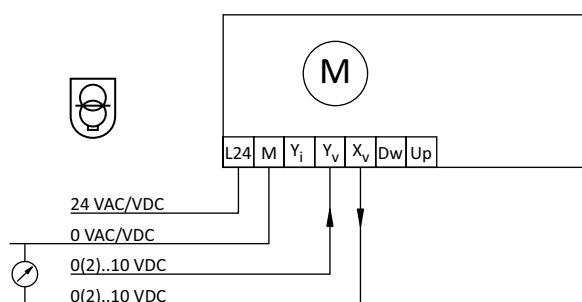 M
L24 M Yi Yv Xv Dw Up
24 VAC/VDC
0 VAC/VDC
0(2)..10 VDC
0(2)..10 VDC